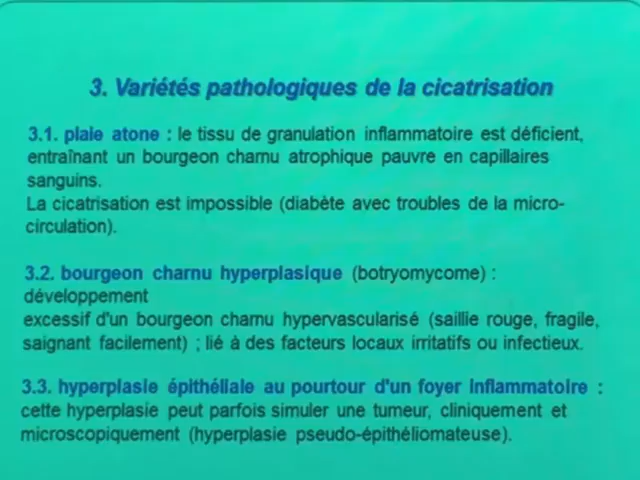 3. Variétés pathologiques de la cicatrisation
3.1. plaie atone : le tissu de granulation inflammatoire est déficient,
entraînant un bourgeon charnu atrophique pauvre en capillaires
sanguins.
La cicatrisation est impossible (diabète avec troubles de la micro-
circulation).
3.2. bourgeon charnu hyperplasique (botryomycome) :
développement
excessif d'un bourgeon charnu hypervascularisé (saillie rouge, fragile,
saignant facilement) ; lié à des facteurs locaux irritatifs ou infectieux.
3.3. hyperplasie épithéliale au pourtour d'un foyer inflammatoire :
cette hyperplasie peut parfois simuler une tumeur, cliniquement et
microscopiquement (hyperplasie pseudo-épithéliomateuse).